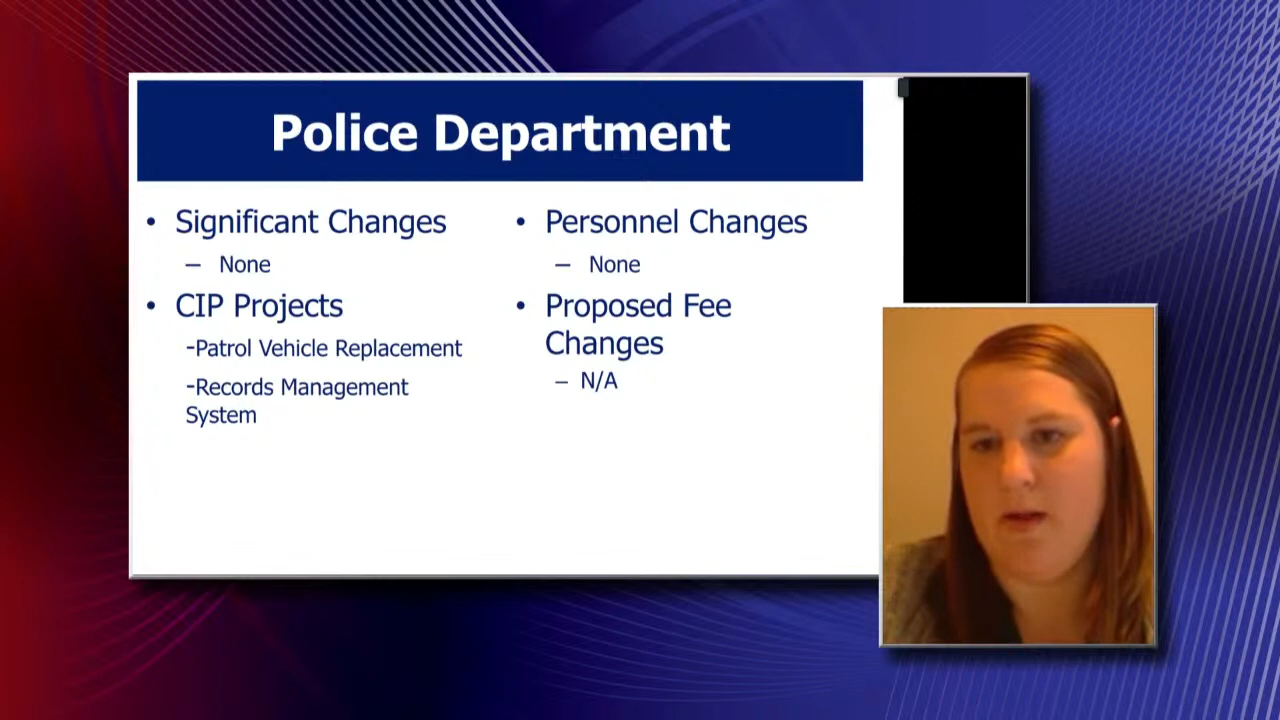 Police Department
• Significant Changes
– None
• CIP Projects
-Patrol Vehicle Replacement
-Records Management
System
• Personnel Changes
– None
• Proposed Fee
Changes
– N/A